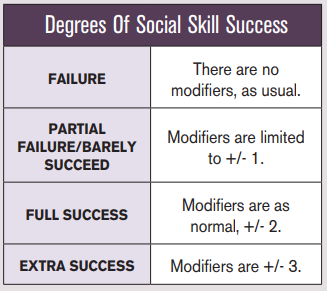 Degrees Of Social Skill Success
FAILURE
There are no
modifiers, as usual.
PARTIAL
FAILURE/BARELY
SUCCEED
Modifiers are limited
to +/- 1.
FULL SUCCESS
Modifiers are as
normal, +/- 2.
EXTRA SUCCESS
Modifiers are +/- 3.